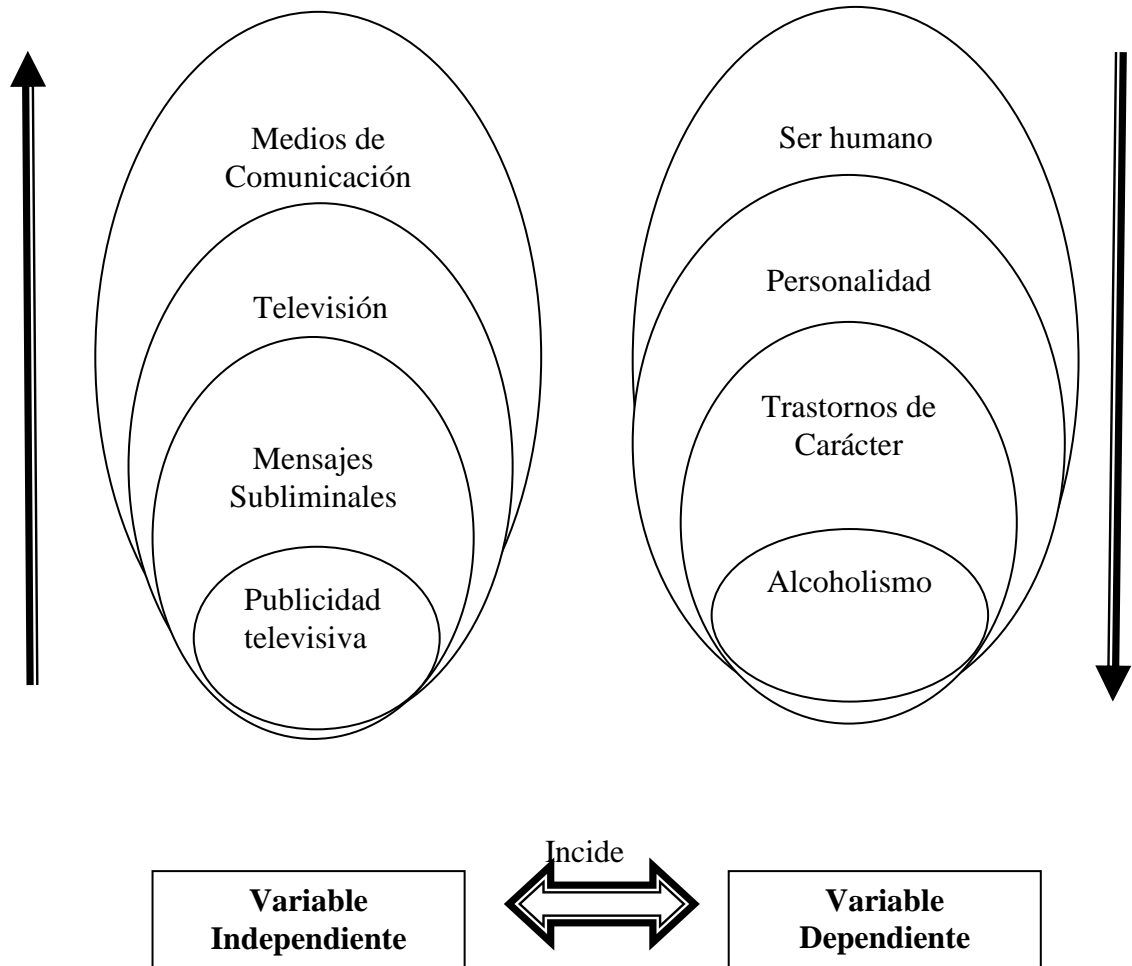 Medios de
Comunicación
Televisión
Mensajes
Subliminales
Publicidad
televisiva
Ser humano
Personalidad
Trastornos de
Carácter
Alcoholismo
Incide
Variable
Independiente
Variable
Dependiente